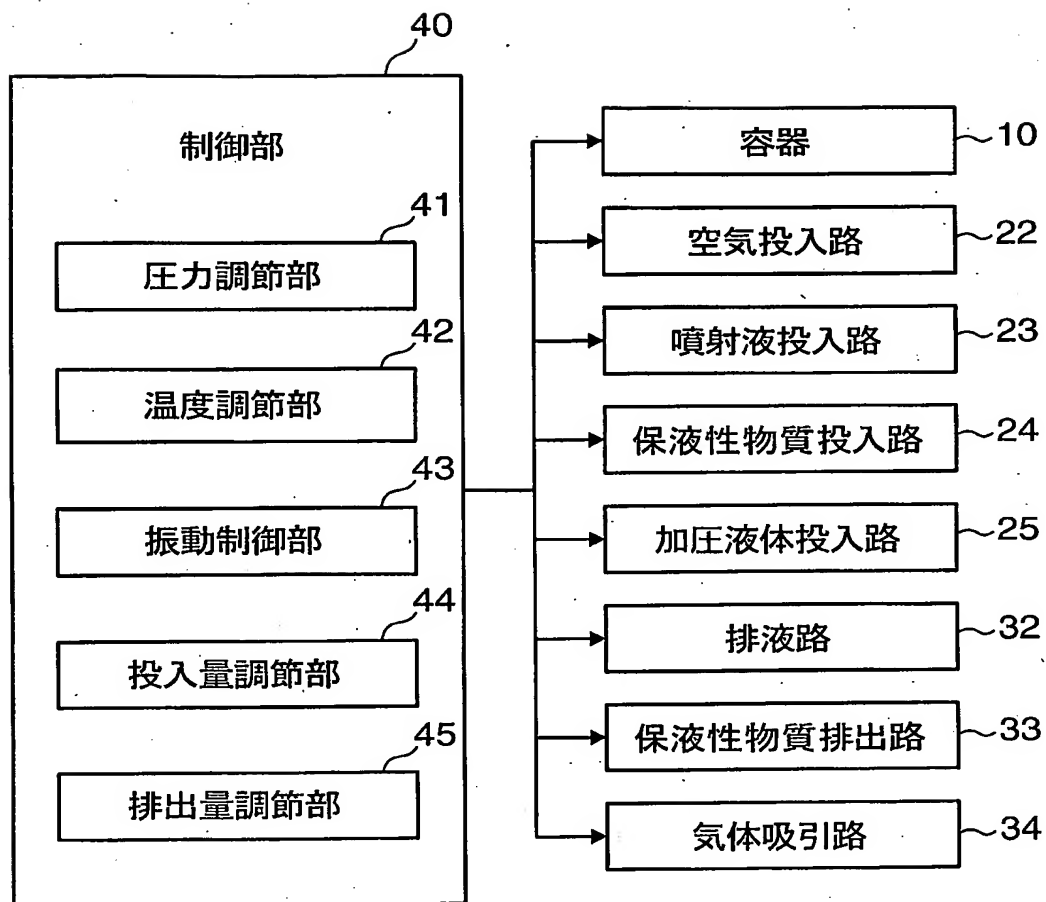 40
制御部
41
圧力調節部
42
温度調節部
43
振動制御部
44
投入量調節部
45
排出量調節部
容器
10
空気投入路
22
噴射液投入路
23
保液性物質投入路
24
加圧液体投入路
25
排液路
32
保液性物質排出路
33
気体吸引路
34